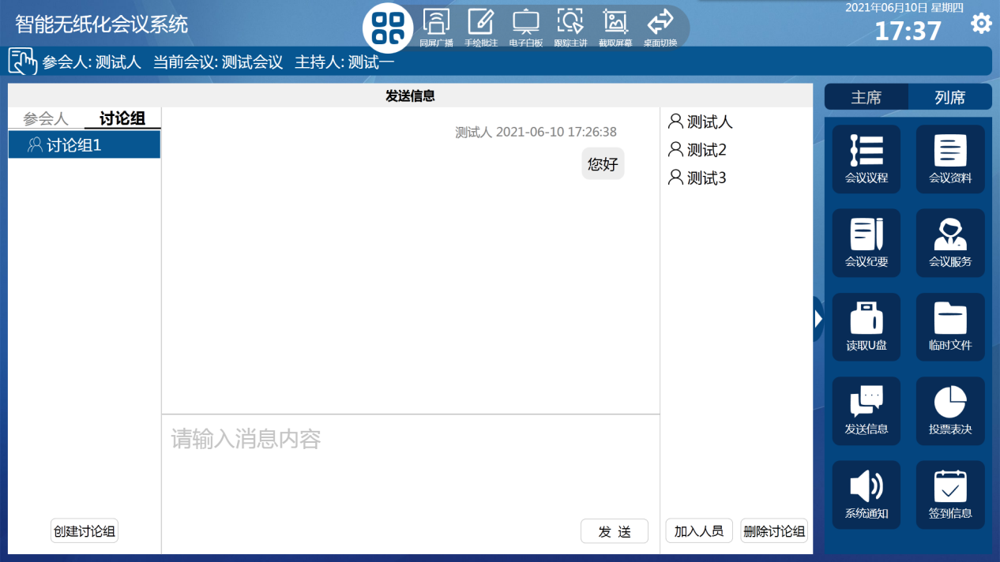 智能无纸化会议系统
同屏广播 手绘批注 电子白板 跟踪主讲 截取屏幕 桌面切换
2021年06月10日 星期四
17:37
参会人: 测试人 当前会议: 测试会议 主持人: 测试一
发送信息
参会人 讨论组
讨论组1
测试人 2021-06-10 17:26:38
您好
请输入消息内容
创建讨论组
发 送
测试人
测试2
测试3
加入人员 删除讨论组
主席 列席
会议议程 会议资料
会议纪要 会议服务
读取U盘 临时文件
发送信息 投票表决
系统通知 签到信息